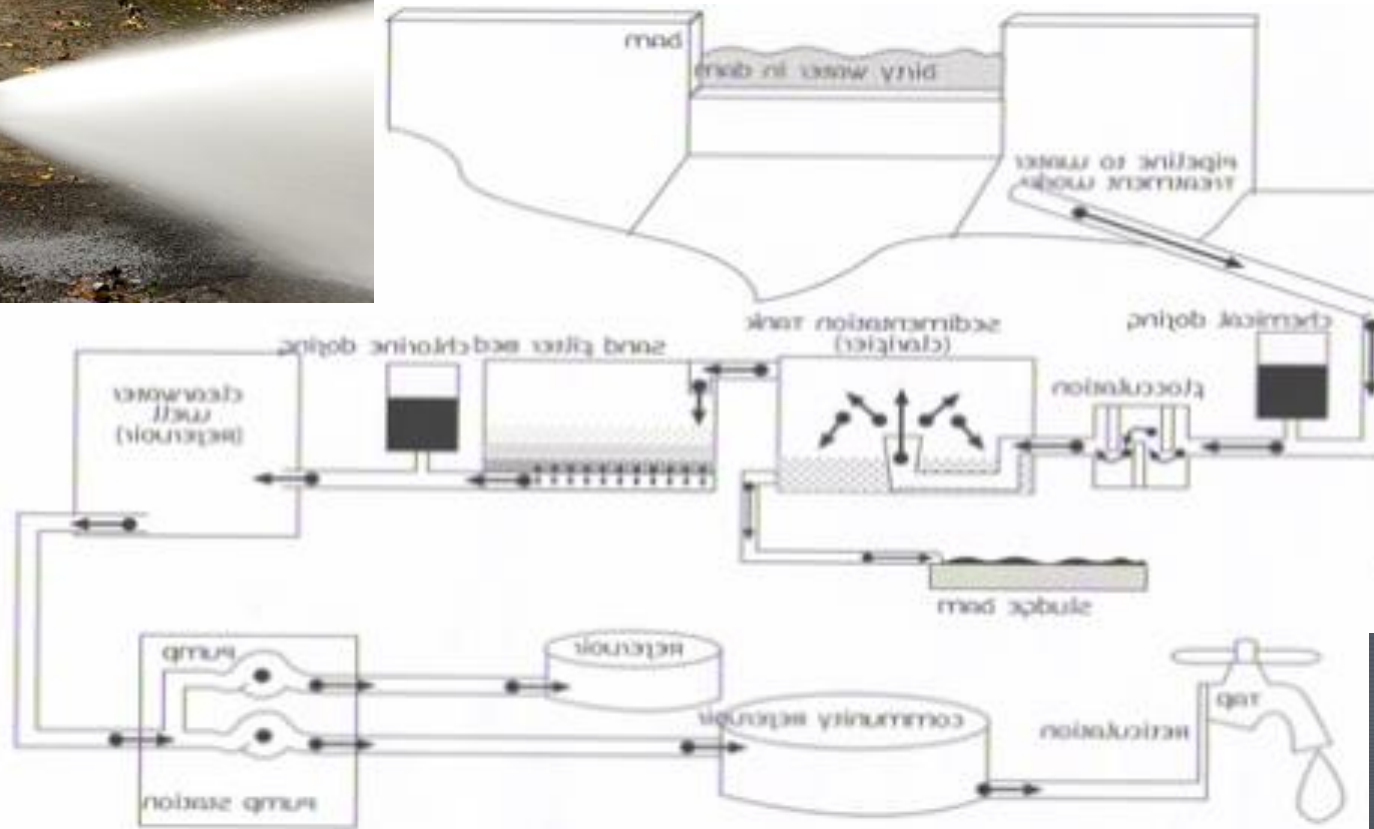 Dam
Dirty water in dam
Pipeline to water
Treatment works
chemical dosing
flocculation
sedimentation Tank
(clarifier)
sand filter Bed
chlorine dosing
clearwater
well
(Reservoir)
sludge Dam
Pump
Pump station
Reservoir
community Reservoir
Reticulation
Tap